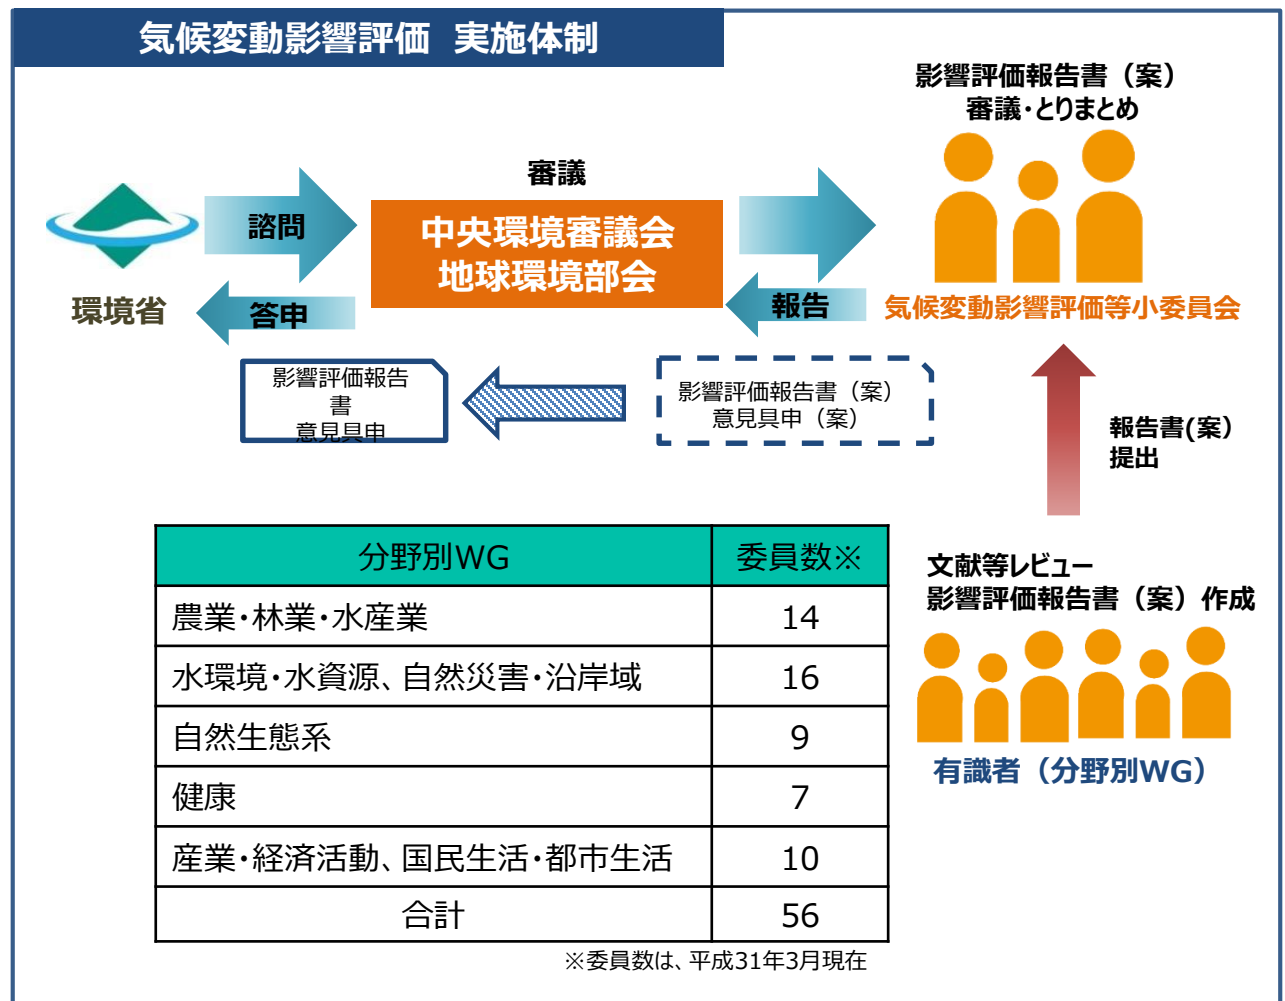 気候変動影響評価 実施体制
影響評価報告書（案）
審議・とりまとめ
審議
諮問
中央環境審議会
地球環境部会
環境省
答申
報告
気候変動影響評価等小委員会
影響評価報告
書
意見具申
影響評価報告書（案）
意見具申（案）
報告書(案）
提出
分野別WG 委員数※
農業・林業・水産業 14
水環境・水資源、自然災害・沿岸域 16
自然生態系 9
健康 7
産業・経済活動、国民生活・都市生活 10
合計 56
※委員数は、平成31年3月現在
文献等レビュー
影響評価報告書（案）作成
有識者（分野別WG）